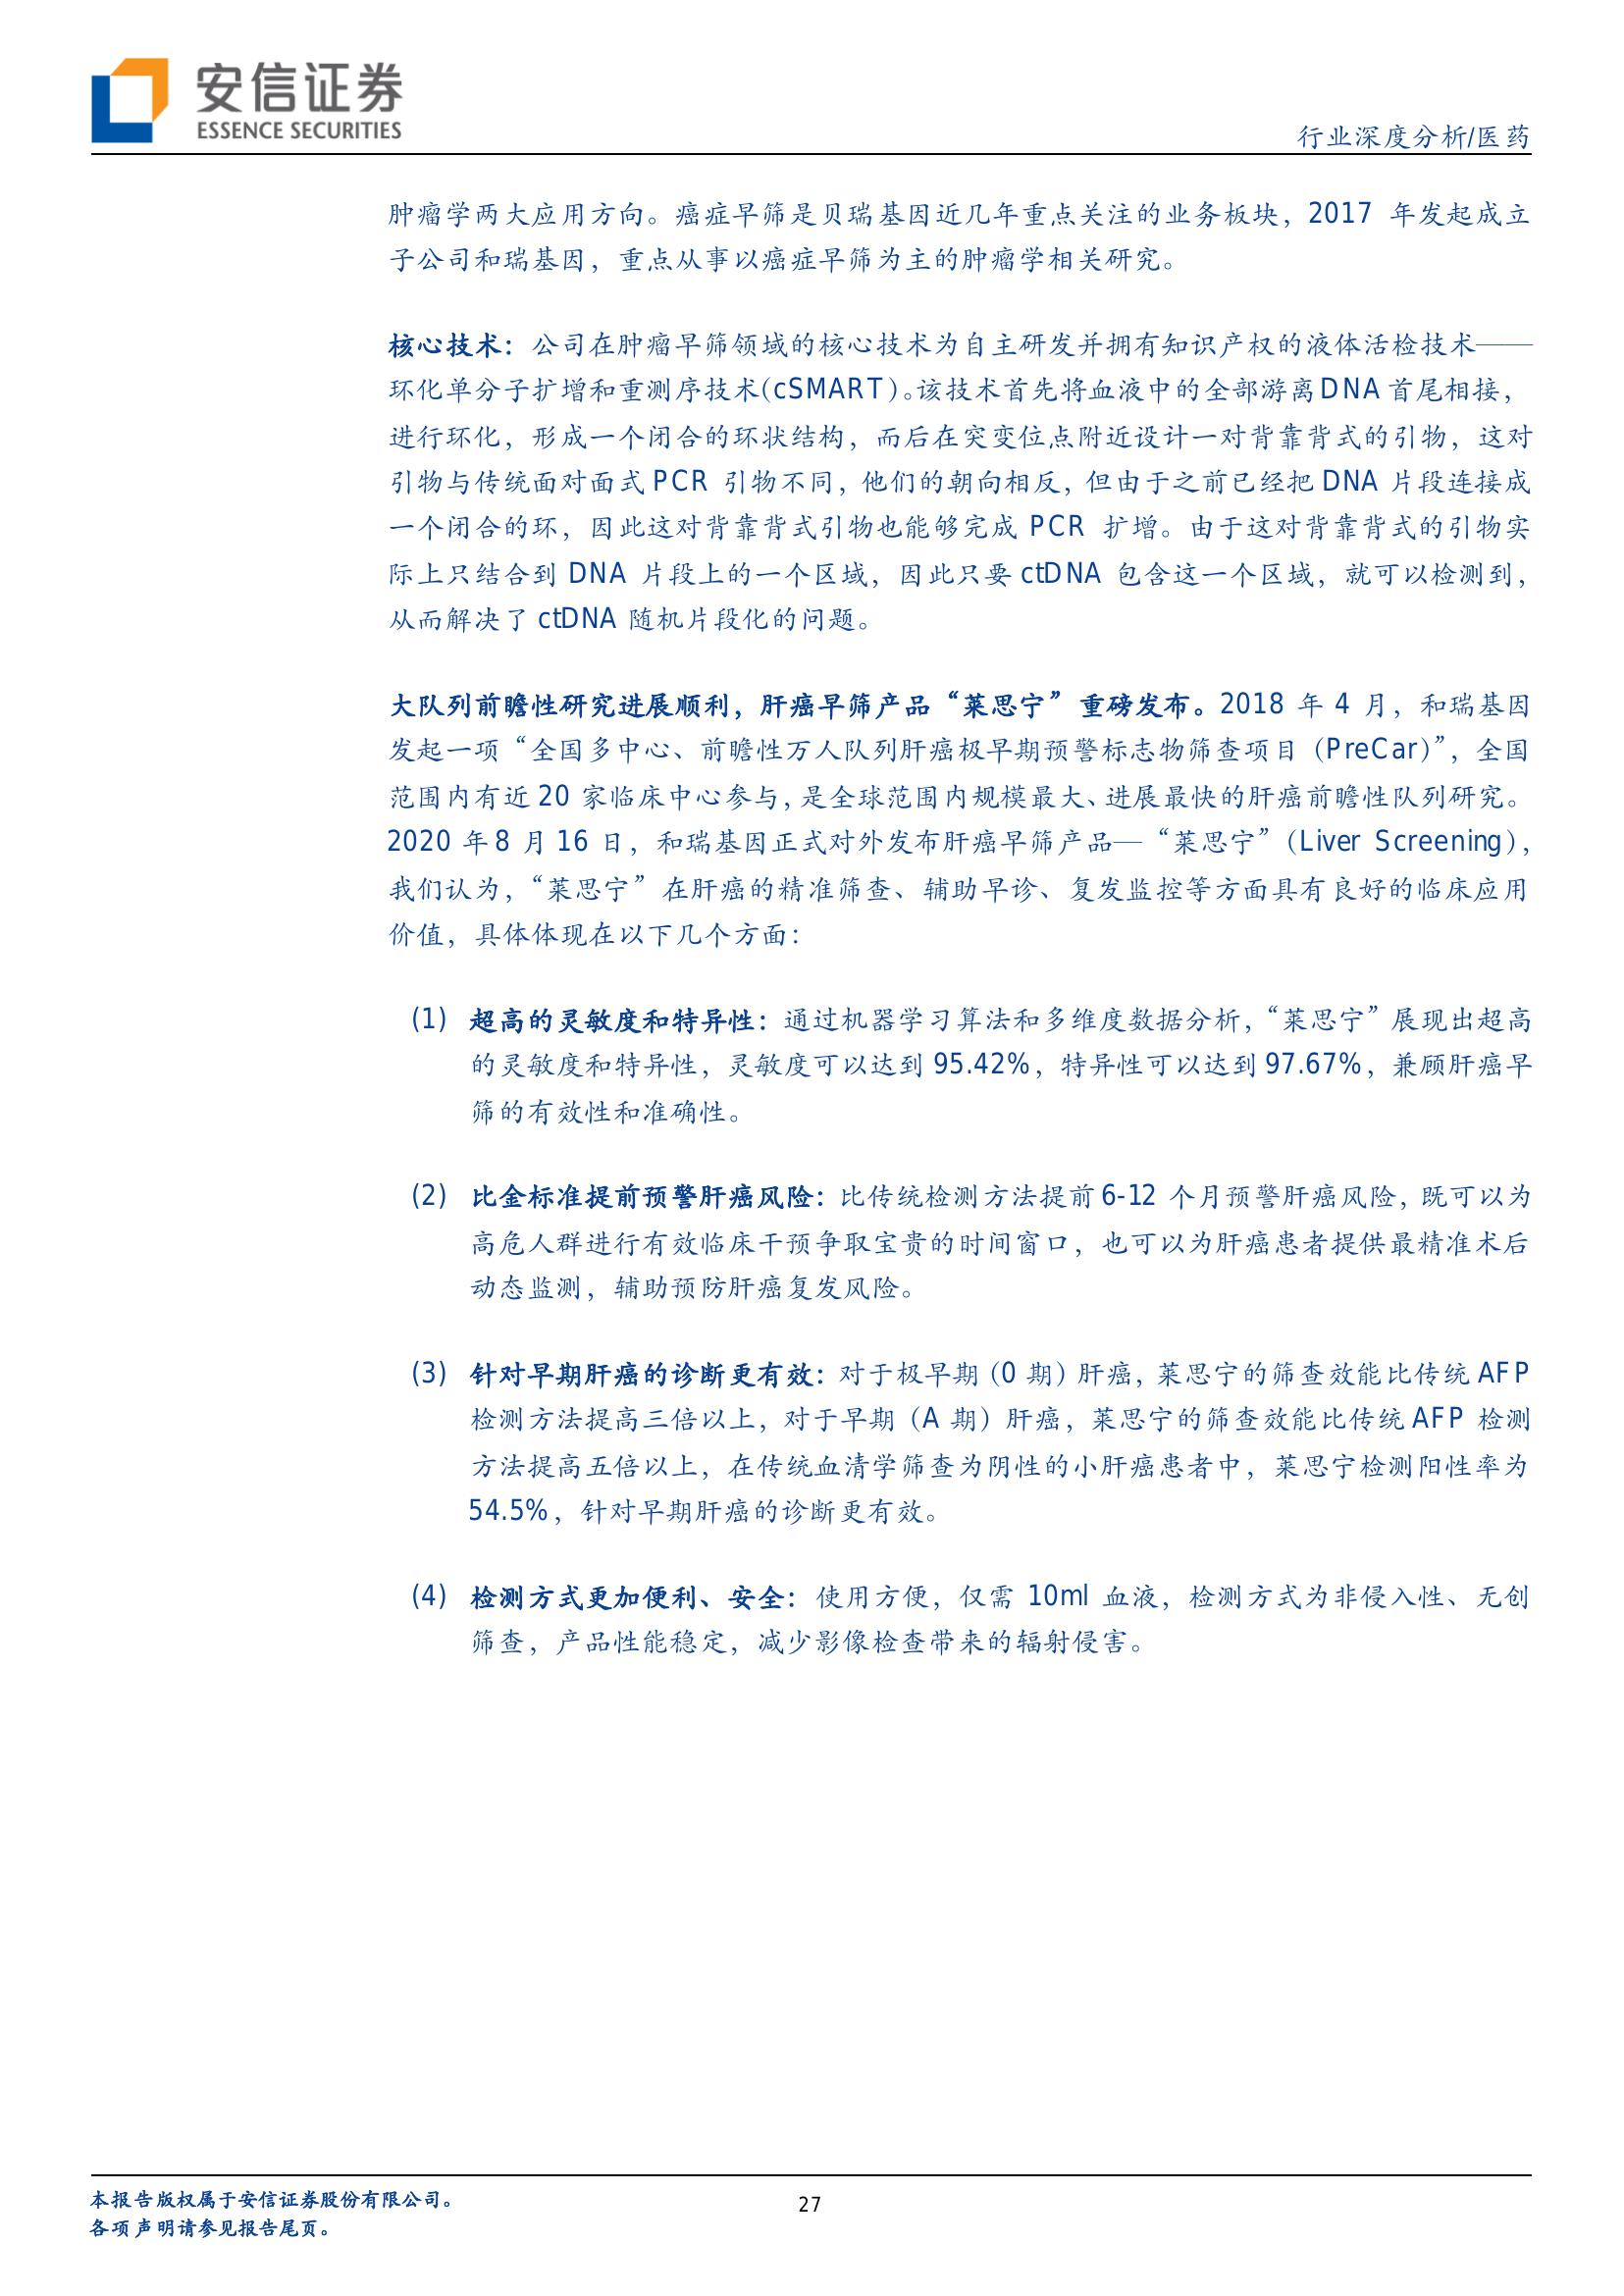 安信证券
ESSENCE SECURITIES
行业深度分析/医药
肿瘤学两大应用方向。癌症早筛是贝瑞基因近几年重点关注的业务板块，2017 年发起成立
子公司和瑞基因，重点从事以癌症早筛为主的肿瘤学相关研究。
核心技术：公司在肿瘤早筛领域的核心技术为自主研发并拥有知识产权的液体活检技术——
环化单分子扩增和重测序技术(cSMART)。该技术首先将血液中的全部游离 DNA 首尾相接，
进行环化，形成一个闭合的环状结构，而后在突变位点附近设计一对背靠背式的引物，这对
引物与传统面对面式 PCR 引物不同，他们的朝向相反，但由于之前已经把 DNA 片段连接成
一个闭合的环，因此这对背靠背式引物也能够完成 PCR 扩增。由于这对背靠背式的引物实
际上只结合到 DNA 片段上的一个区域，因此只要 ctDNA 包含这一个区域，就可以检测到，
从而解决了 ctDNA 随机片段化的问题。
大队列前瞻性研究进展顺利，肝癌早筛产品“莱思宁”重磅发布。2018 年 4 月，和瑞基因
发起一项“全国多中心、前瞻性万人队列肝癌极早期预警标志物筛查项目（PreCar）”，全国
范围内有近 20 家临床中心参与，是全球范围内规模最大、进展最快的肝癌前瞻性队列研究。
2020 年 8 月 16 日，和瑞基因正式对外发布肝癌早筛产品—“莱思宁”（Liver Screening），
我们认为，“莱思宁”在肝癌的精准筛查、辅助早诊、复发监控等方面具有良好的临床应用
价值，具体体现在以下几个方面：
(1) 超高的灵敏度和特异性：通过机器学习算法和多维度数据分析，“莱思宁”展现出超高
的灵敏度和特异性，灵敏度可以达到 95.42%，特异性可以达到 97.67%，兼顾肝癌早
筛的有效性和准确性。
(2) 比金标准提前预警肝癌风险：比传统检测方法提前 6-12 个月预警肝癌风险，既可以为
高危人群进行有效临床干预争取宝贵的时间窗口，也可以为肝癌患者提供最精准术后
动态监测，辅助预防肝癌复发风险。
(3) 针对早期肝癌的诊断更有效：对于极早期（0 期）肝癌，莱思宁的筛查效能比传统 AFP
检测方法提高三倍以上，对于早期（A 期）肝癌，莱思宁的筛查效能比传统 AFP 检测
方法提高五倍以上，在传统血清学筛查为阴性的小肝癌患者中，莱思宁检测阳性率为
54.5%，针对早期肝癌的诊断更有效。
(4) 检测方式更加便利、安全：使用方便，仅需 10ml 血液，检测方式为非侵入性、无创
筛查，产品性能稳定，减少影像检查带来的辐射侵害。
本报告版权属于安信证券股份有限公司。
27
各项声明请参见报告尾页。